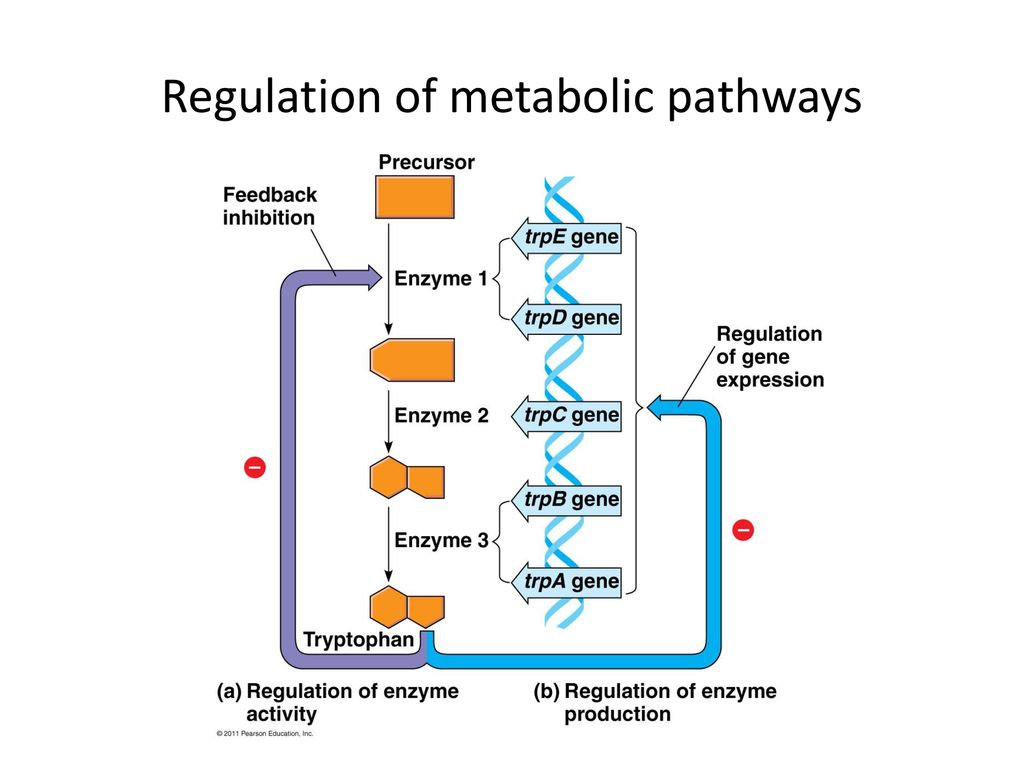 Regulation of metabolic pathways
Precursor
Feedback
inhibition
trpE gene
Enzyme 1
trpD gene
Regulation
of gene
expression
Enzyme 2
trpC gene
–
trpB gene
–
Enzyme 3
trpA gene
Tryptophan
(a) Regulation of enzyme
activity
(b) Regulation of enzyme
production
© 2011 Pearson Education, Inc.